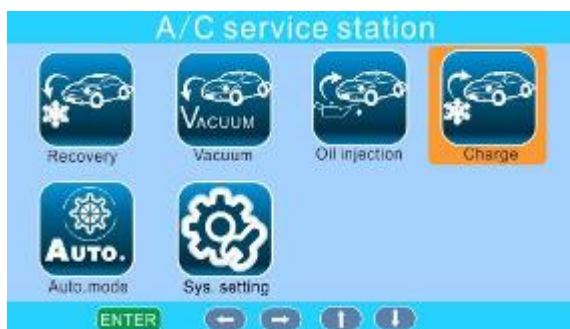 A/C service station
VACUUM
Recovery Vacuum Oil injection Charge
AUTO.
Auto.mode Sys. setting
ENTER